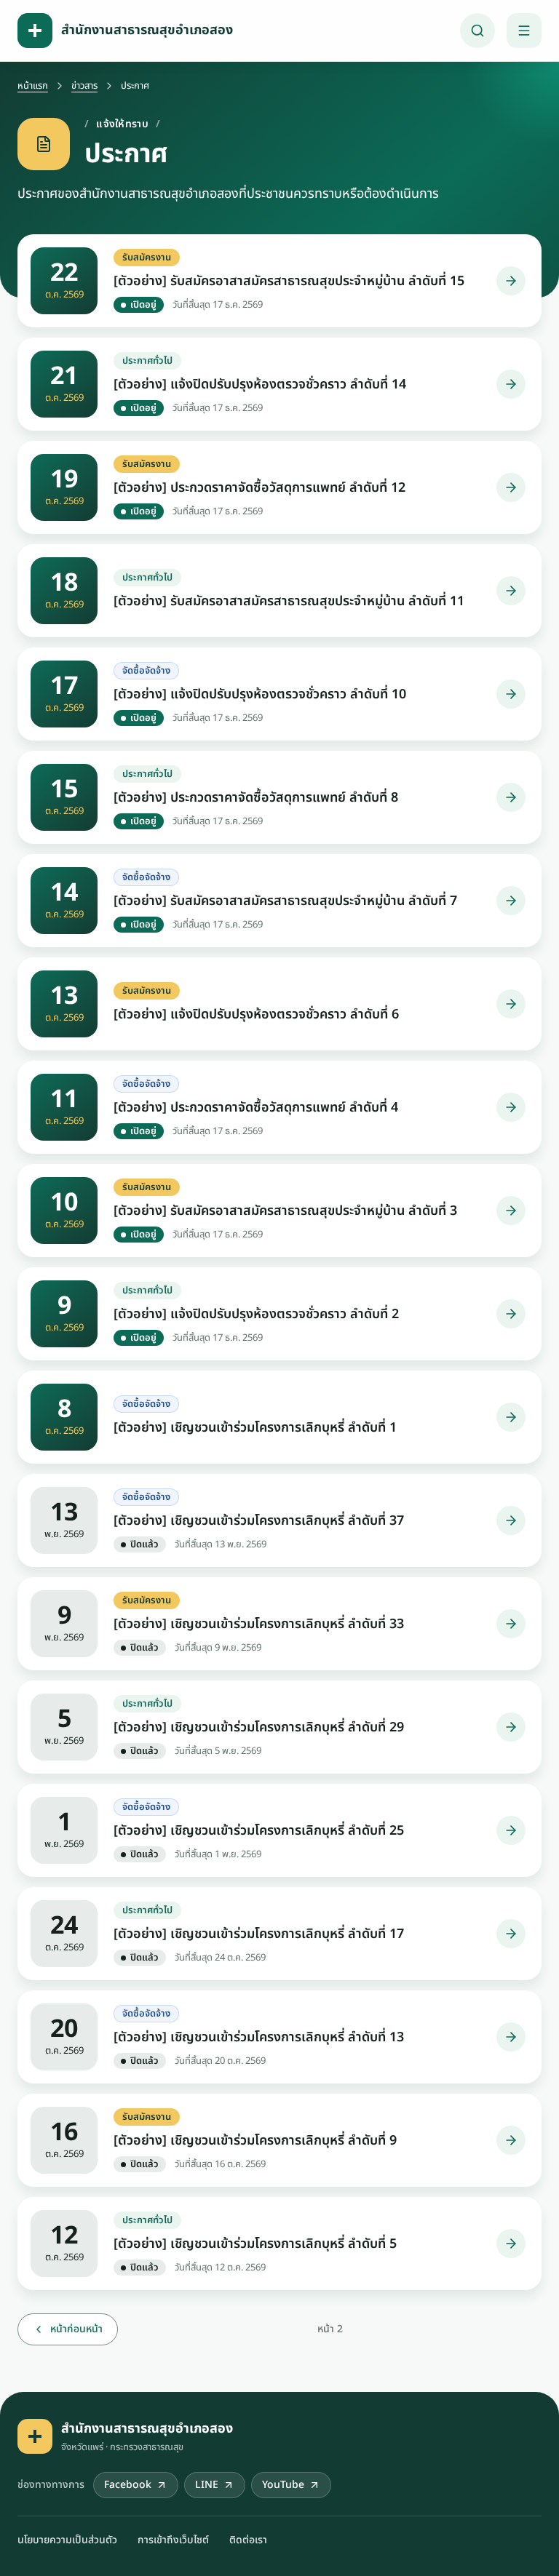 สำนักงานสาธารณสุขอำเภอสอง
หน้าแรก > ข่าวสาร > ประกาศ
/ แจ้งให้ทราบ /
ประกาศ
ประกาศของสำนักงานสาธารณสุขอำเภอสองที่ประชาชนควรทราบหรือต้องดำเนินการ
22
ต.ค. 2569
รับสมัครงาน
[ตัวอย่าง] รับสมัครอาสาสมัครสาธารณสุขประจำหมู่บ้าน ลำดับที่ 15
เปิดอยู่ วันที่สิ้นสุด 17 ธ.ค. 2569
21
ต.ค. 2569
ประกาศทั่วไป
[ตัวอย่าง] แจ้งปิดปรับปรุงห้องตรวจชั่วคราว ลำดับที่ 14
เปิดอยู่ วันที่สิ้นสุด 17 ธ.ค. 2569
19
ต.ค. 2569
รับสมัครงาน
[ตัวอย่าง] ประกวดราคาจัดซื้อวัสดุการแพทย์ ลำดับที่ 12
เปิดอยู่ วันที่สิ้นสุด 17 ธ.ค. 2569
18
ต.ค. 2569
ประกาศทั่วไป
[ตัวอย่าง] รับสมัครอาสาสมัครสาธารณสุขประจำหมู่บ้าน ลำดับที่ 11
17
ต.ค. 2569
จัดซื้อจัดจ้าง
[ตัวอย่าง] แจ้งปิดปรับปรุงห้องตรวจชั่วคราว ลำดับที่ 10
เปิดอยู่ วันที่สิ้นสุด 17 ธ.ค. 2569
15
ต.ค. 2569
ประกาศทั่วไป
[ตัวอย่าง] ประกวดราคาจัดซื้อวัสดุการแพทย์ ลำดับที่ 8
เปิดอยู่ วันที่สิ้นสุด 17 ธ.ค. 2569
14
ต.ค. 2569
จัดซื้อจัดจ้าง
[ตัวอย่าง] รับสมัครอาสาสมัครสาธารณสุขประจำหมู่บ้าน ลำดับที่ 7
เปิดอยู่ วันที่สิ้นสุด 17 ธ.ค. 2569
13
ต.ค. 2569
รับสมัครงาน
[ตัวอย่าง] แจ้งปิดปรับปรุงห้องตรวจชั่วคราว ลำดับที่ 6
11
ต.ค. 2569
จัดซื้อจัดจ้าง
[ตัวอย่าง] ประกวดราคาจัดซื้อวัสดุการแพทย์ ลำดับที่ 4
เปิดอยู่ วันที่สิ้นสุด 17 ธ.ค. 2569
10
ต.ค. 2569
รับสมัครงาน
[ตัวอย่าง] รับสมัครอาสาสมัครสาธารณสุขประจำหมู่บ้าน ลำดับที่ 3
เปิดอยู่ วันที่สิ้นสุด 17 ธ.ค. 2569
9
ต.ค. 2569
ประกาศทั่วไป
[ตัวอย่าง] แจ้งปิดปรับปรุงห้องตรวจชั่วคราว ลำดับที่ 2
เปิดอยู่ วันที่สิ้นสุด 17 ธ.ค. 2569
8
ต.ค. 2569
จัดซื้อจัดจ้าง
[ตัวอย่าง] เชิญชวนเข้าร่วมโครงการเลิกบุหรี่ ลำดับที่ 1
13
พ.ย. 2569
จัดซื้อจัดจ้าง
[ตัวอย่าง] เชิญชวนเข้าร่วมโครงการเลิกบุหรี่ ลำดับที่ 37
ปิดแล้ว วันที่สิ้นสุด 13 พ.ย. 2569
9
พ.ย. 2569
รับสมัครงาน
[ตัวอย่าง] เชิญชวนเข้าร่วมโครงการเลิกบุหรี่ ลำดับที่ 33
ปิดแล้ว วันที่สิ้นสุด 9 พ.ย. 2569
5
พ.ย. 2569
ประกาศทั่วไป
[ตัวอย่าง] เชิญชวนเข้าร่วมโครงการเลิกบุหรี่ ลำดับที่ 29
ปิดแล้ว วันที่สิ้นสุด 5 พ.ย. 2569
1
พ.ย. 2569
จัดซื้อจัดจ้าง
[ตัวอย่าง] เชิญชวนเข้าร่วมโครงการเลิกบุหรี่ ลำดับที่ 25
ปิดแล้ว วันที่สิ้นสุด 1 พ.ย. 2569
24
ต.ค. 2569
ประกาศทั่วไป
[ตัวอย่าง] เชิญชวนเข้าร่วมโครงการเลิกบุหรี่ ลำดับที่ 17
ปิดแล้ว วันที่สิ้นสุด 24 ต.ค. 2569
20
ต.ค. 2569
จัดซื้อจัดจ้าง
[ตัวอย่าง] เชิญชวนเข้าร่วมโครงการเลิกบุหรี่ ลำดับที่ 13
ปิดแล้ว วันที่สิ้นสุด 20 ต.ค. 2569
16
ต.ค. 2569
รับสมัครงาน
[ตัวอย่าง] เชิญชวนเข้าร่วมโครงการเลิกบุหรี่ ลำดับที่ 9
ปิดแล้ว วันที่สิ้นสุด 16 ต.ค. 2569
12
ต.ค. 2569
ประกาศทั่วไป
[ตัวอย่าง] เชิญชวนเข้าร่วมโครงการเลิกบุหรี่ ลำดับที่ 5
ปิดแล้ว วันที่สิ้นสุด 12 ต.ค. 2569
หน้าก่อนหน้า หน้า 2
สำนักงานสาธารณสุขอำเภอสอง
จังหวัดแพร่ · กระทรวงสาธารณสุข
ช่องทางทางการ Facebook LINE YouTube
นโยบายความเป็นส่วนตัว การเข้าถึงเว็บไซต์ ติดต่อเรา